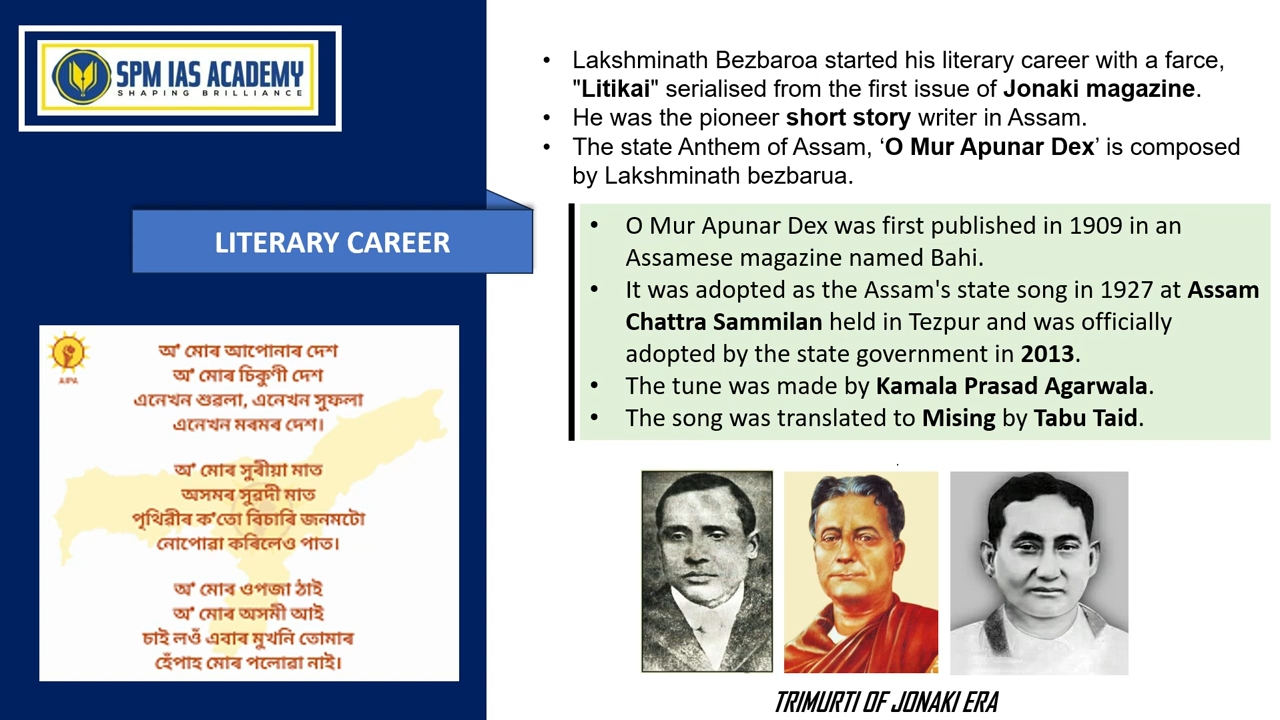 SPM IAS ACADEMY
SHAPING BRILLIANCE
LITERARY CAREER
AIPA
অ' মোৰ আপোনাৰ দেশ
অ' মোৰ চিকুণী দেশ
এনেখন শুৱলা, এনেখন সুফলা
এনেখন মৰমৰ দেশ।
অ' মোৰ সুৰীয়া মাত
অসমৰ সুৱদী মাত
পৃথিৱীৰ ক'তো বিচাৰি জনমটো
নোপোৱা কৰিলেও পাত।
অ' মোৰ ওপজা ঠাই
অ' মোৰ অসমী আই
চাই লওঁ এবাৰ মুখনি তোমাৰ
হেঁপাহ মোৰ পলোৱা নাই।
• Lakshminath Bezbaroa started his literary career with a farce,
"Litikai" serialised from the first issue of Jonaki magazine.
• He was the pioneer short story writer in Assam.
• The state Anthem of Assam, ‘O Mur Apunar Dex’ is composed
by Lakshminath bezbarua.
• O Mur Apunar Dex was first published in 1909 in an
Assamese magazine named Bahi.
• It was adopted as the Assam's state song in 1927 at Assam
Chattra Sammilan held in Tezpur and was officially
adopted by the state government in 2013.
• The tune was made by Kamala Prasad Agarwala.
• The song was translated to Mising by Tabu Taid.
TRIMURTI OF JONAKI ERA